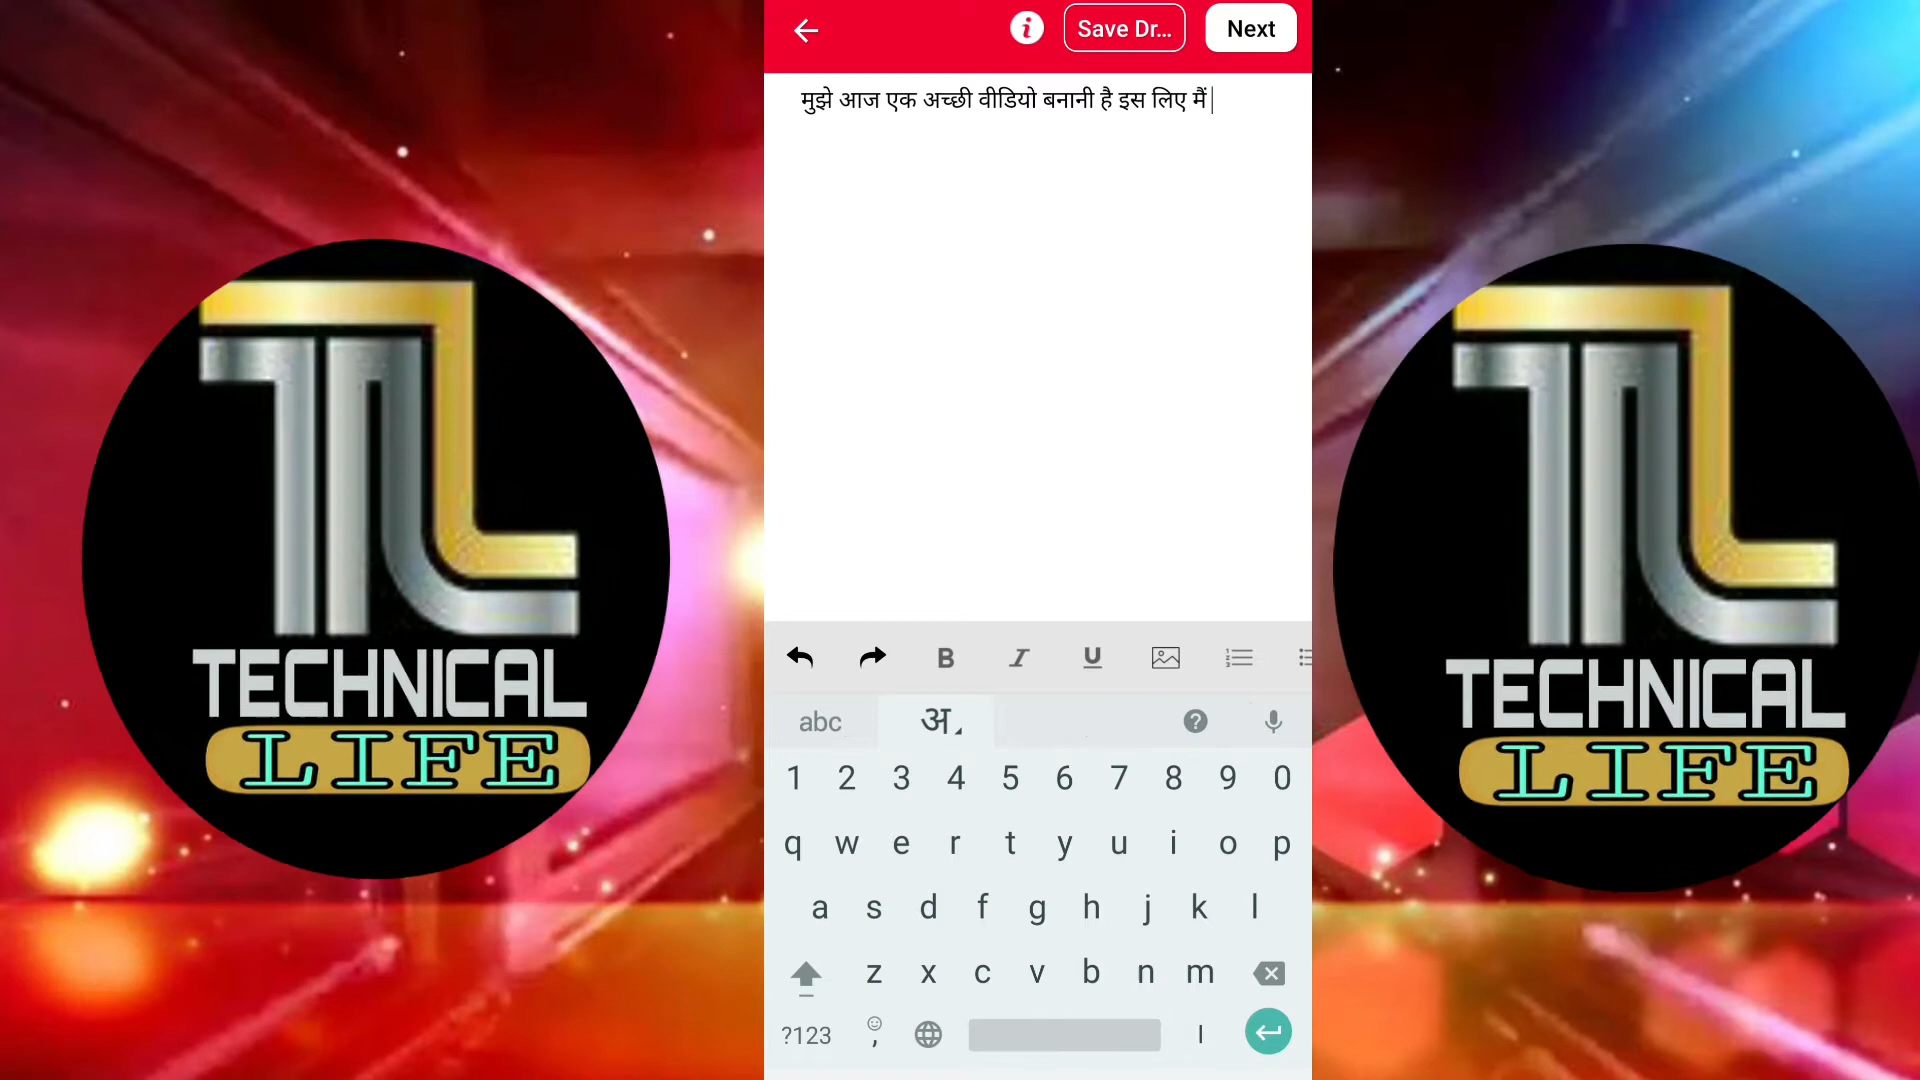 TECHNICAL
LIFE
Save Dr...
Next
मुझे आज एक अच्छी वीडियो बनानी है इस लिए मैं
B I U
abc अ
1 2 3 4 5 6 7 8 9 0
q w e r t y u i o p
a s d f g h j k l
z x c v b n m
?123 , ।
TECHNICAL
LIFE